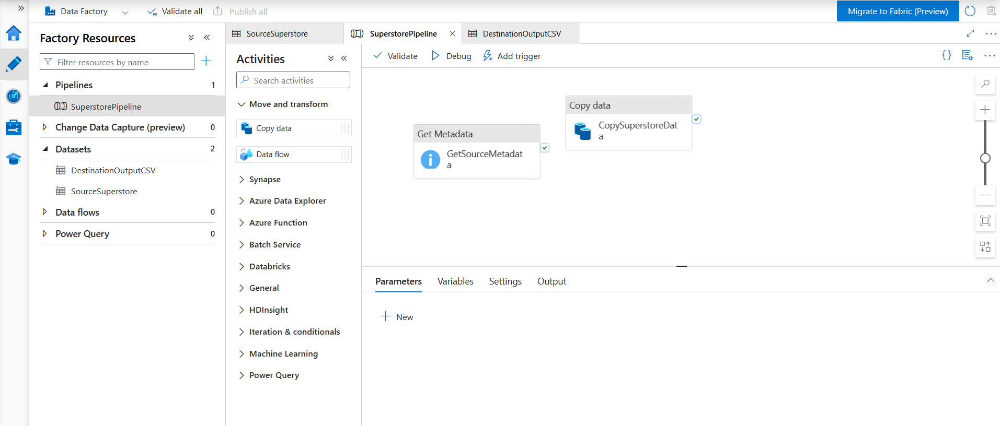 Data Factory
Validate all
Publish all
Migrate to Fabric (Preview)
Factory Resources
Filter resources by name
Pipelines 1
SuperstorePipeline
Change Data Capture (preview) 0
Datasets 2
DestinationOutputCSV
SourceSuperstore
Data flows 0
Power Query 0
SourceSuperstore
SuperstorePipeline
DestinationOutputCSV
Activities
Search activities
Move and transform
Copy data
Data flow
Synapse
Azure Data Explorer
Azure Function
Batch Service
Databricks
General
HDInsight
Iteration & conditionals
Machine Learning
Power Query
Validate
Debug
Add trigger
{}
Get Metadata
GetSourceMetadat
a
Copy data
CopySuperstoreDat
a
Parameters
Variables
Settings
Output
New